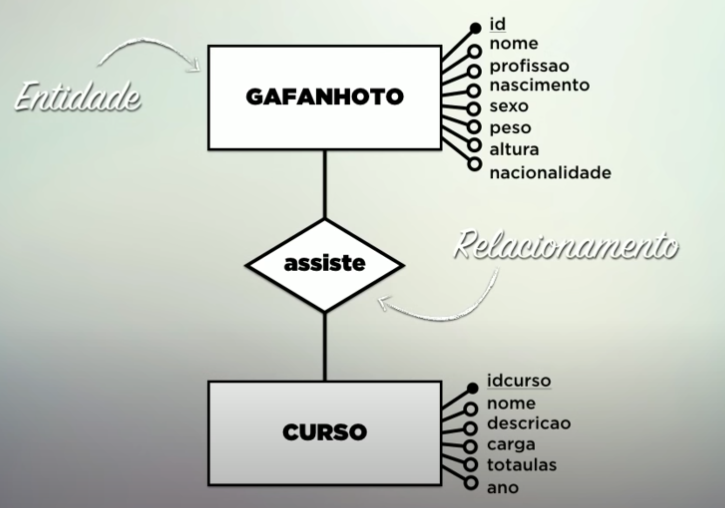 id
nome
profissao
nascimento
sexo
peso
altura
nacionalidade
GAFANHOTO
Entidade
assiste
Relacionamento
idcurso
nome
descricao
carga
totaulas
ano
CURSO